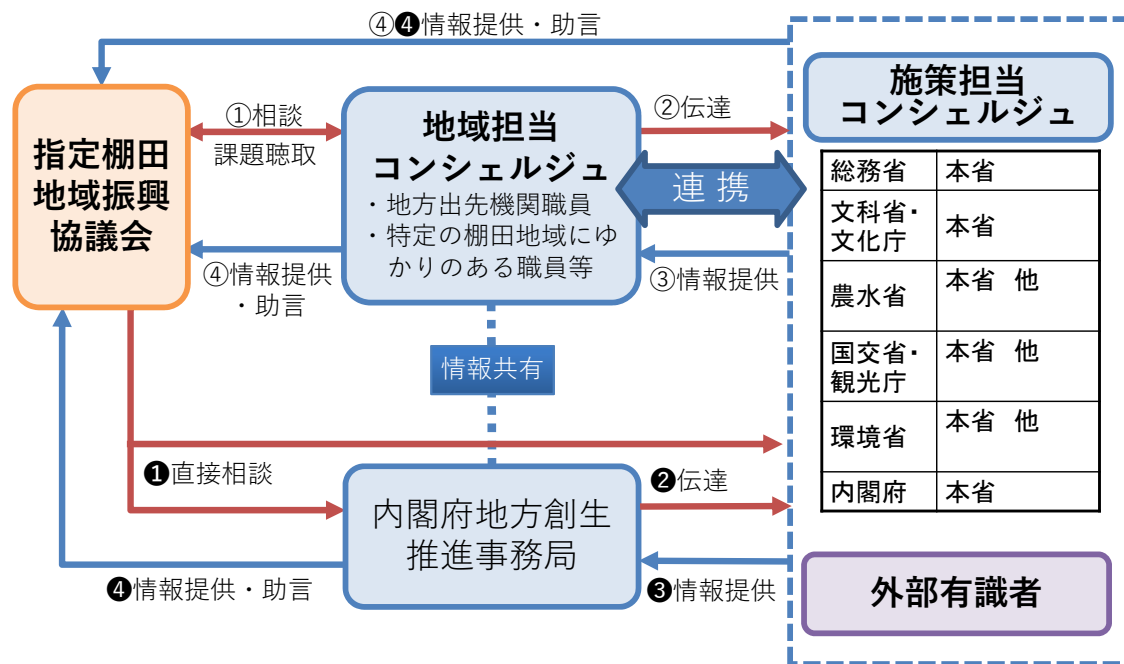 ④❹情報提供・助言
指定棚田
地域振興
協議会
①相談
課題聴取
④情報提供
・助言
地域担当
コンシェルジュ
・地方出先機関職員
・特定の棚田地域にゆ
かりのある職員等
②伝達
連携
③情報提供
情報共有
❶直接相談
内閣府地方創生
推進事務局
❷伝達
❸情報提供
❹情報提供・助言
施策担当
コンシェルジュ
総務省 本省
文科省・
文化庁 本省
農水省 本省 他
国交省・
観光庁 本省 他
環境省 本省 他
内閣府 本省
外部有識者